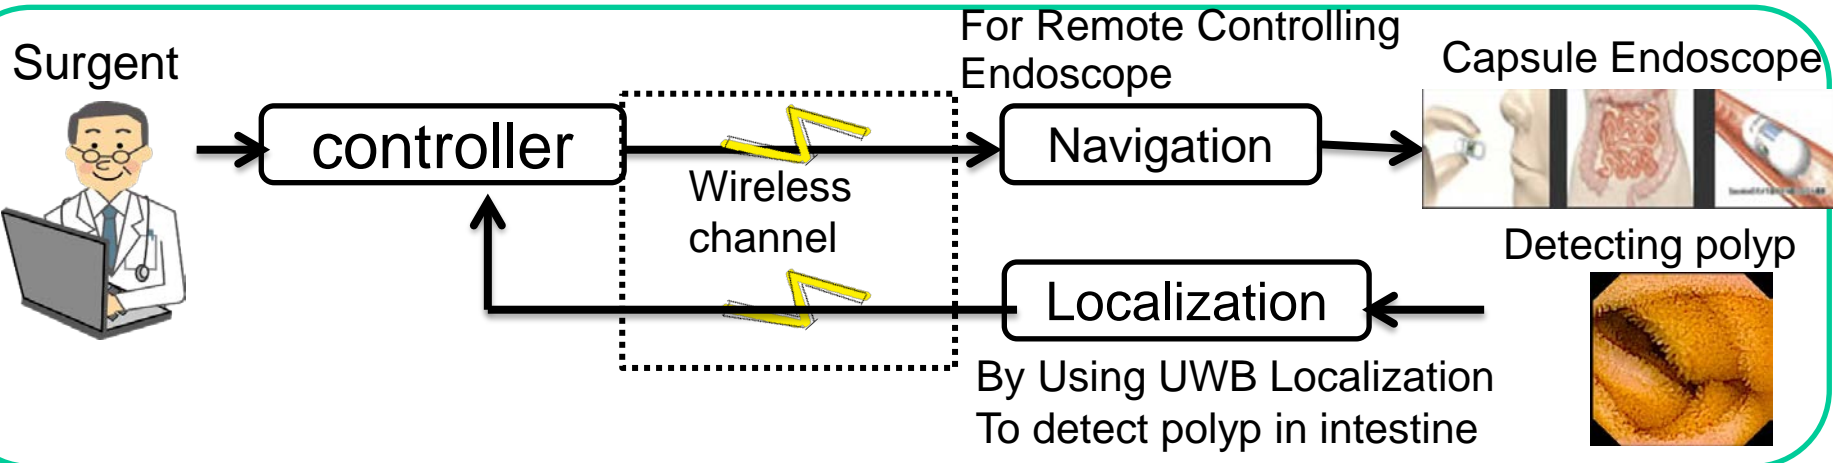 For Remote Controlling
Endoscope
Surgent
Capsule Endoscope
controller
Navigation
Wireless
channel
Detecting polyp
Localization
By Using UWB Localization
To detect polyp in intestine